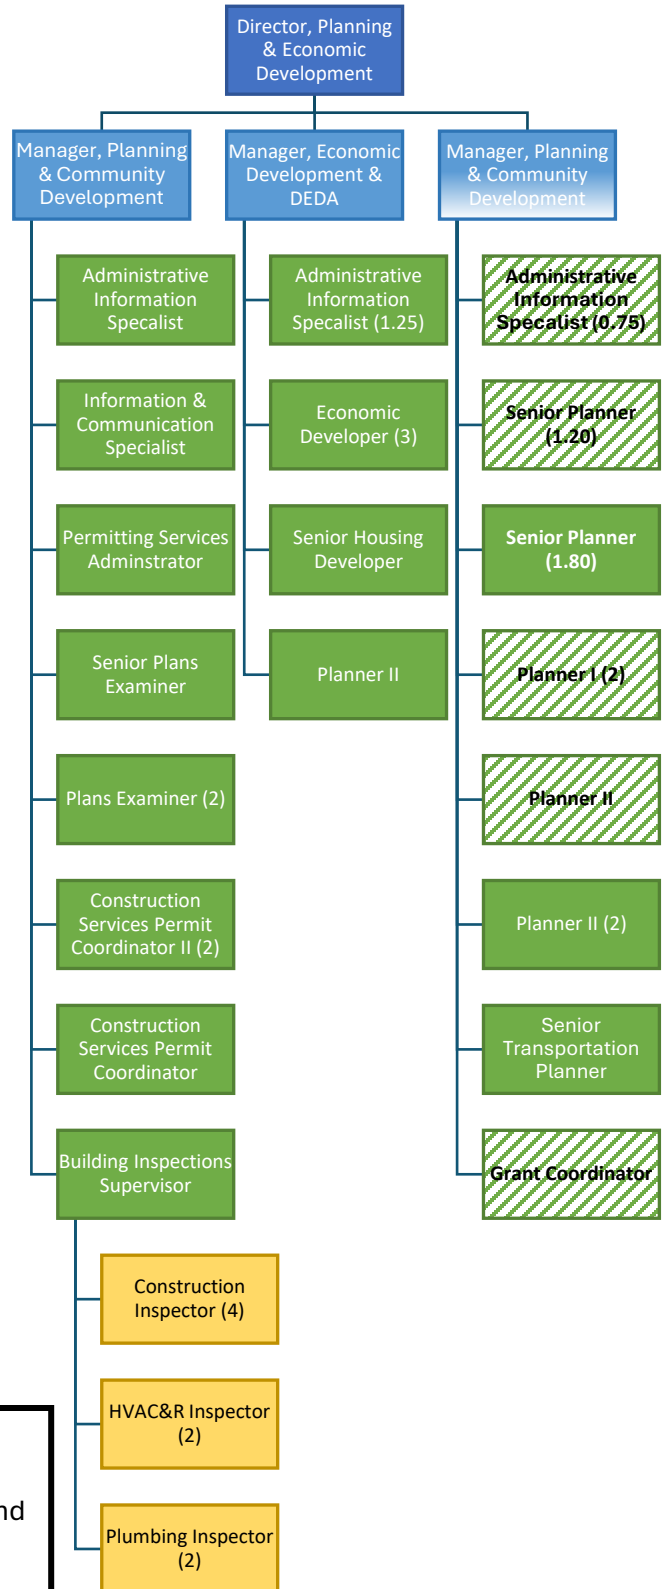 Director, Planning
& Economic
Development
Manager, Planning
& Community
Development
Manager, Economic
Development &
DEDA
Manager, Planning
& Community
Development
Administrative
Information
Specalist
Information &
Communication
Specialist
Permitting Services
Adminstrator
Senior Plans
Examiner
Plans Examiner (2)
Construction
Services Permit
Coordinator II (2)
Construction
Services Permit
Coordinator
Building Inspections
Supervisor
Construction
Inspector (4)
HVAC&R Inspector
(2)
Plumbing Inspector
(2)
Administrative
Information
Specalist (1.25)
Economic
Developer (3)
Senior Housing
Developer
Planner II
Administrative
Information
Specalist (0.75)
Senior Planner
(1.20)
Senior Planner
(1.80)
Planner I (2)
Planner II
Planner II (2)
Senior
Transportation
Planner
Grant Coordinator